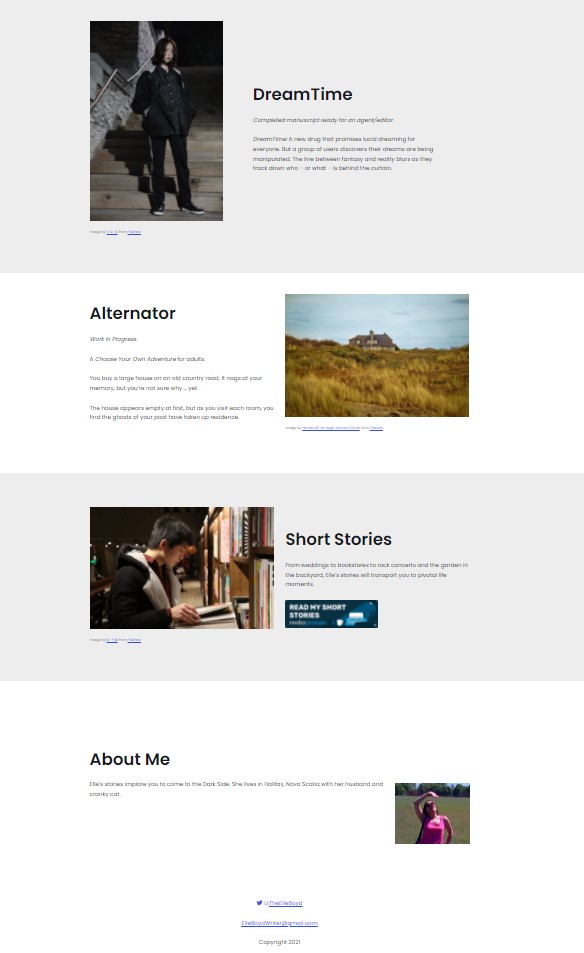 DreamTime
Completed manuscript ready for an agent/editor.
DreamTime: A new drug that promises lucid dreaming for
everyone. But a group of users discovers their dreams are being
manipulated. The line between fantasy and reality blurs as they
track down who - or what - is behind the curtain.
Image by from Pixabay
Alternator
Work in Progress.
A Choose Your Own Adventure for adults.
You buy a large house on an old country road. It nags at your
memory, but you're not sure why ... yet.
The house appears empty at first, but as you visit each room, you
find the ghosts of your past have taken up residence.
Image by from Pixabay
Short Stories
From weddings to bookstores to rock concerts and the garden in
the backyard, Elle's stories will transport you to pivotal life
moments.
READ MY SHORT
STORIES
Image by from Pixabay
About Me
Elle's stories implore you to come to the Dark Side. She lives in Halifax, Nova Scotia with her husband and
cranky cat.
@TheElleBoyd
ElleBoydWriter@gmail.com
Copyright 2021